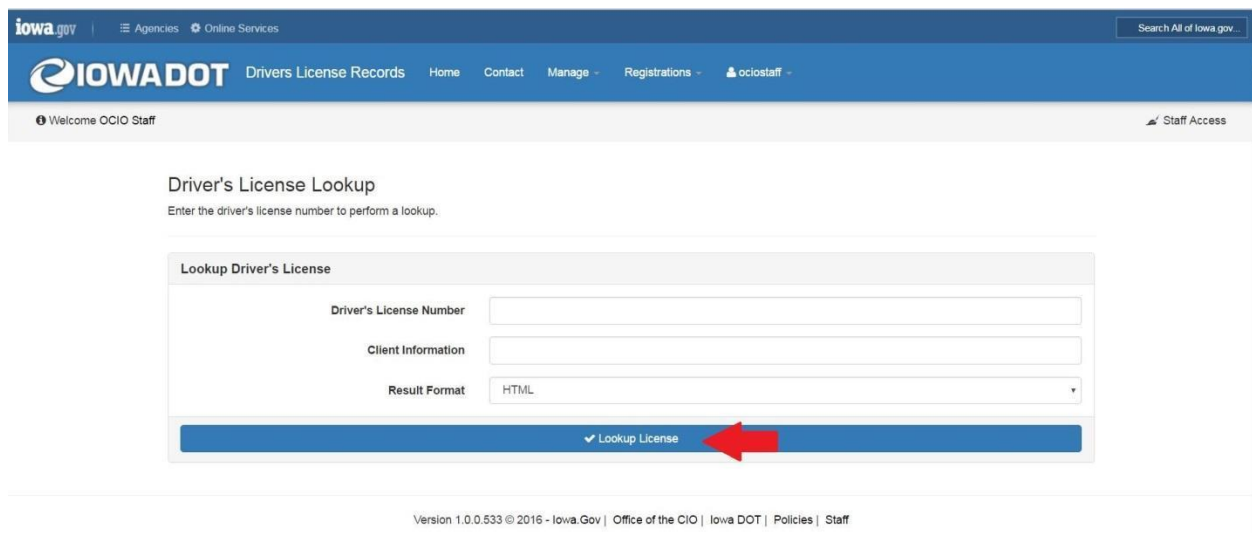 iowa.gov | Agencies Online Services Search All of Iowa.gov...
IOWADOT Drivers License Records Home Contact Manage Registrations ociostaff
Welcome OCIO Staff Staff Access
Driver's License Lookup
Enter the driver's license number to perform a lookup.
Lookup Driver's License
Driver's License Number
Client Information
Result Format HTML
Lookup License
Version 1.0.0.533 © 2016 - Iowa.Gov | Office of the CIO | Iowa DOT | Policies | Staff